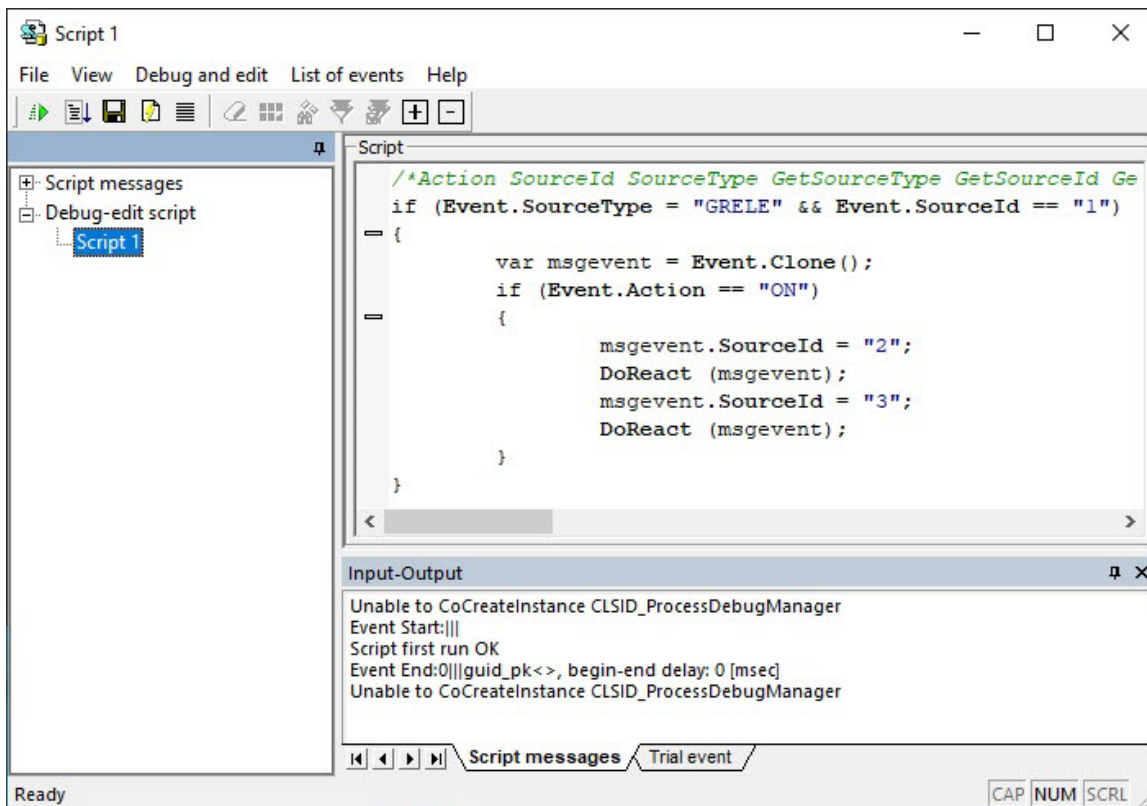 Script 1
File View Debug and edit List of events Help
Script messages
Debug-edit script
Script 1
Script
/*Action SourceId SourceType GetSourceType GetSourceId Ge
if (Event.SourceType = "GRELE" && Event.SourceId == "1")
{
var msgevent = Event.Clone();
if (Event.Action == "ON")
{
msgevent.SourceId = "2";
DoReact (msgevent);
msgevent.SourceId = "3";
DoReact (msgevent);
}
}
Input-Output
Unable to CoCreateInstance CLSID_ProcessDebugManager
Event Start:|||
Script first run OK
Event End:0|||guid_pk<>, begin-end delay: 0 [msec]
Unable to CoCreateInstance CLSID_ProcessDebugManager
Script messages Trial event
Ready CAP NUM SCRL